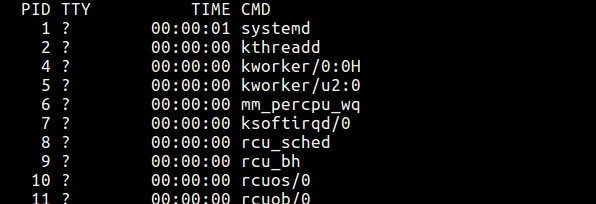 PID TTY          TIME CMD
1 ?        00:00:01 systemd
2 ?        00:00:00 kthreadd
4 ?        00:00:00 kworker/0:0H
5 ?        00:00:00 kworker/u2:0
6 ?        00:00:00 mm_percpu_wq
7 ?        00:00:00 ksoftirqd/0
8 ?        00:00:00 rcu_sched
9 ?        00:00:00 rcu_bh
10 ?        00:00:00 rcuos/0
11 ?        00:00:00 rcuob/0